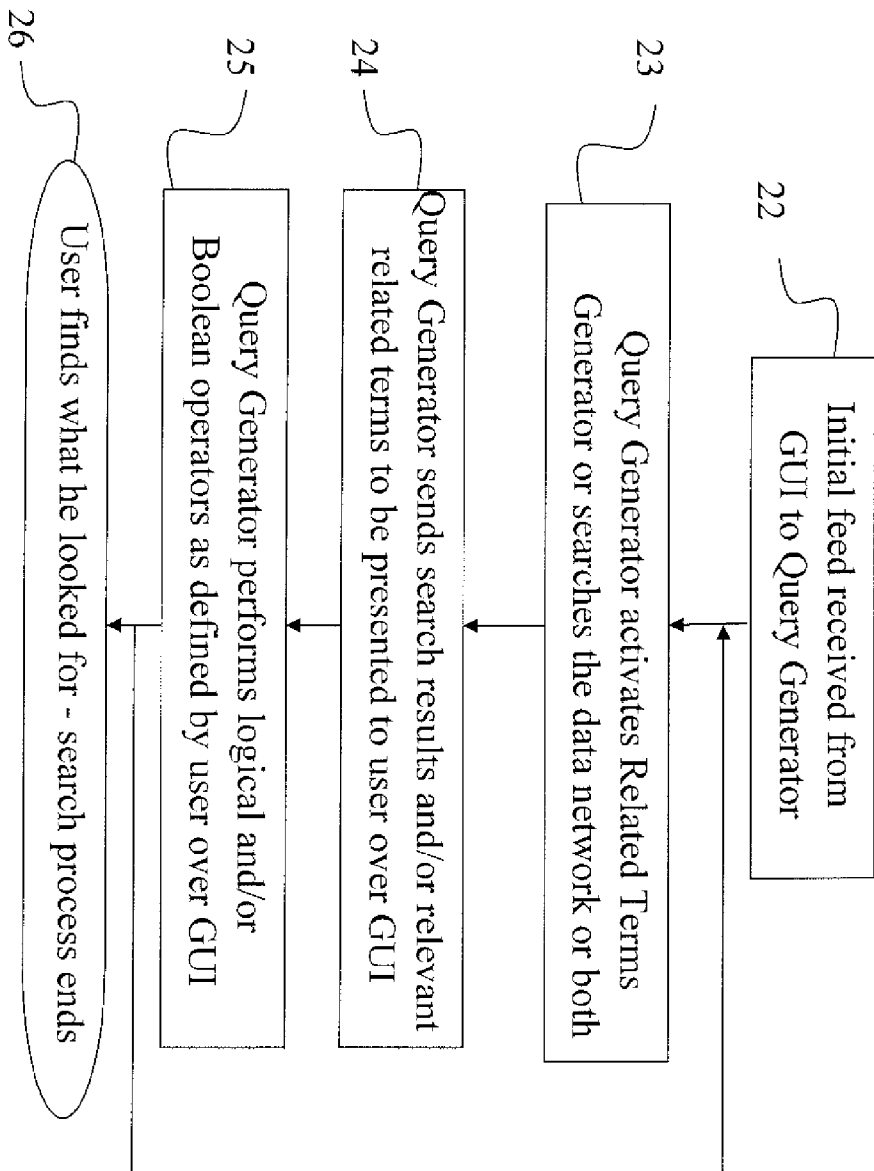 22
Initial feed received from
GUI to Query Generator
23
Query Generator activates Related Terms
Generator or searches the data network or both
24
Query Generator sends search results and/or relevant
related terms to be presented to user over GUI
25
Query Generator performs logical and/or
Boolean operators as defined by user over GUI
26
User finds what he looked for - search process ends